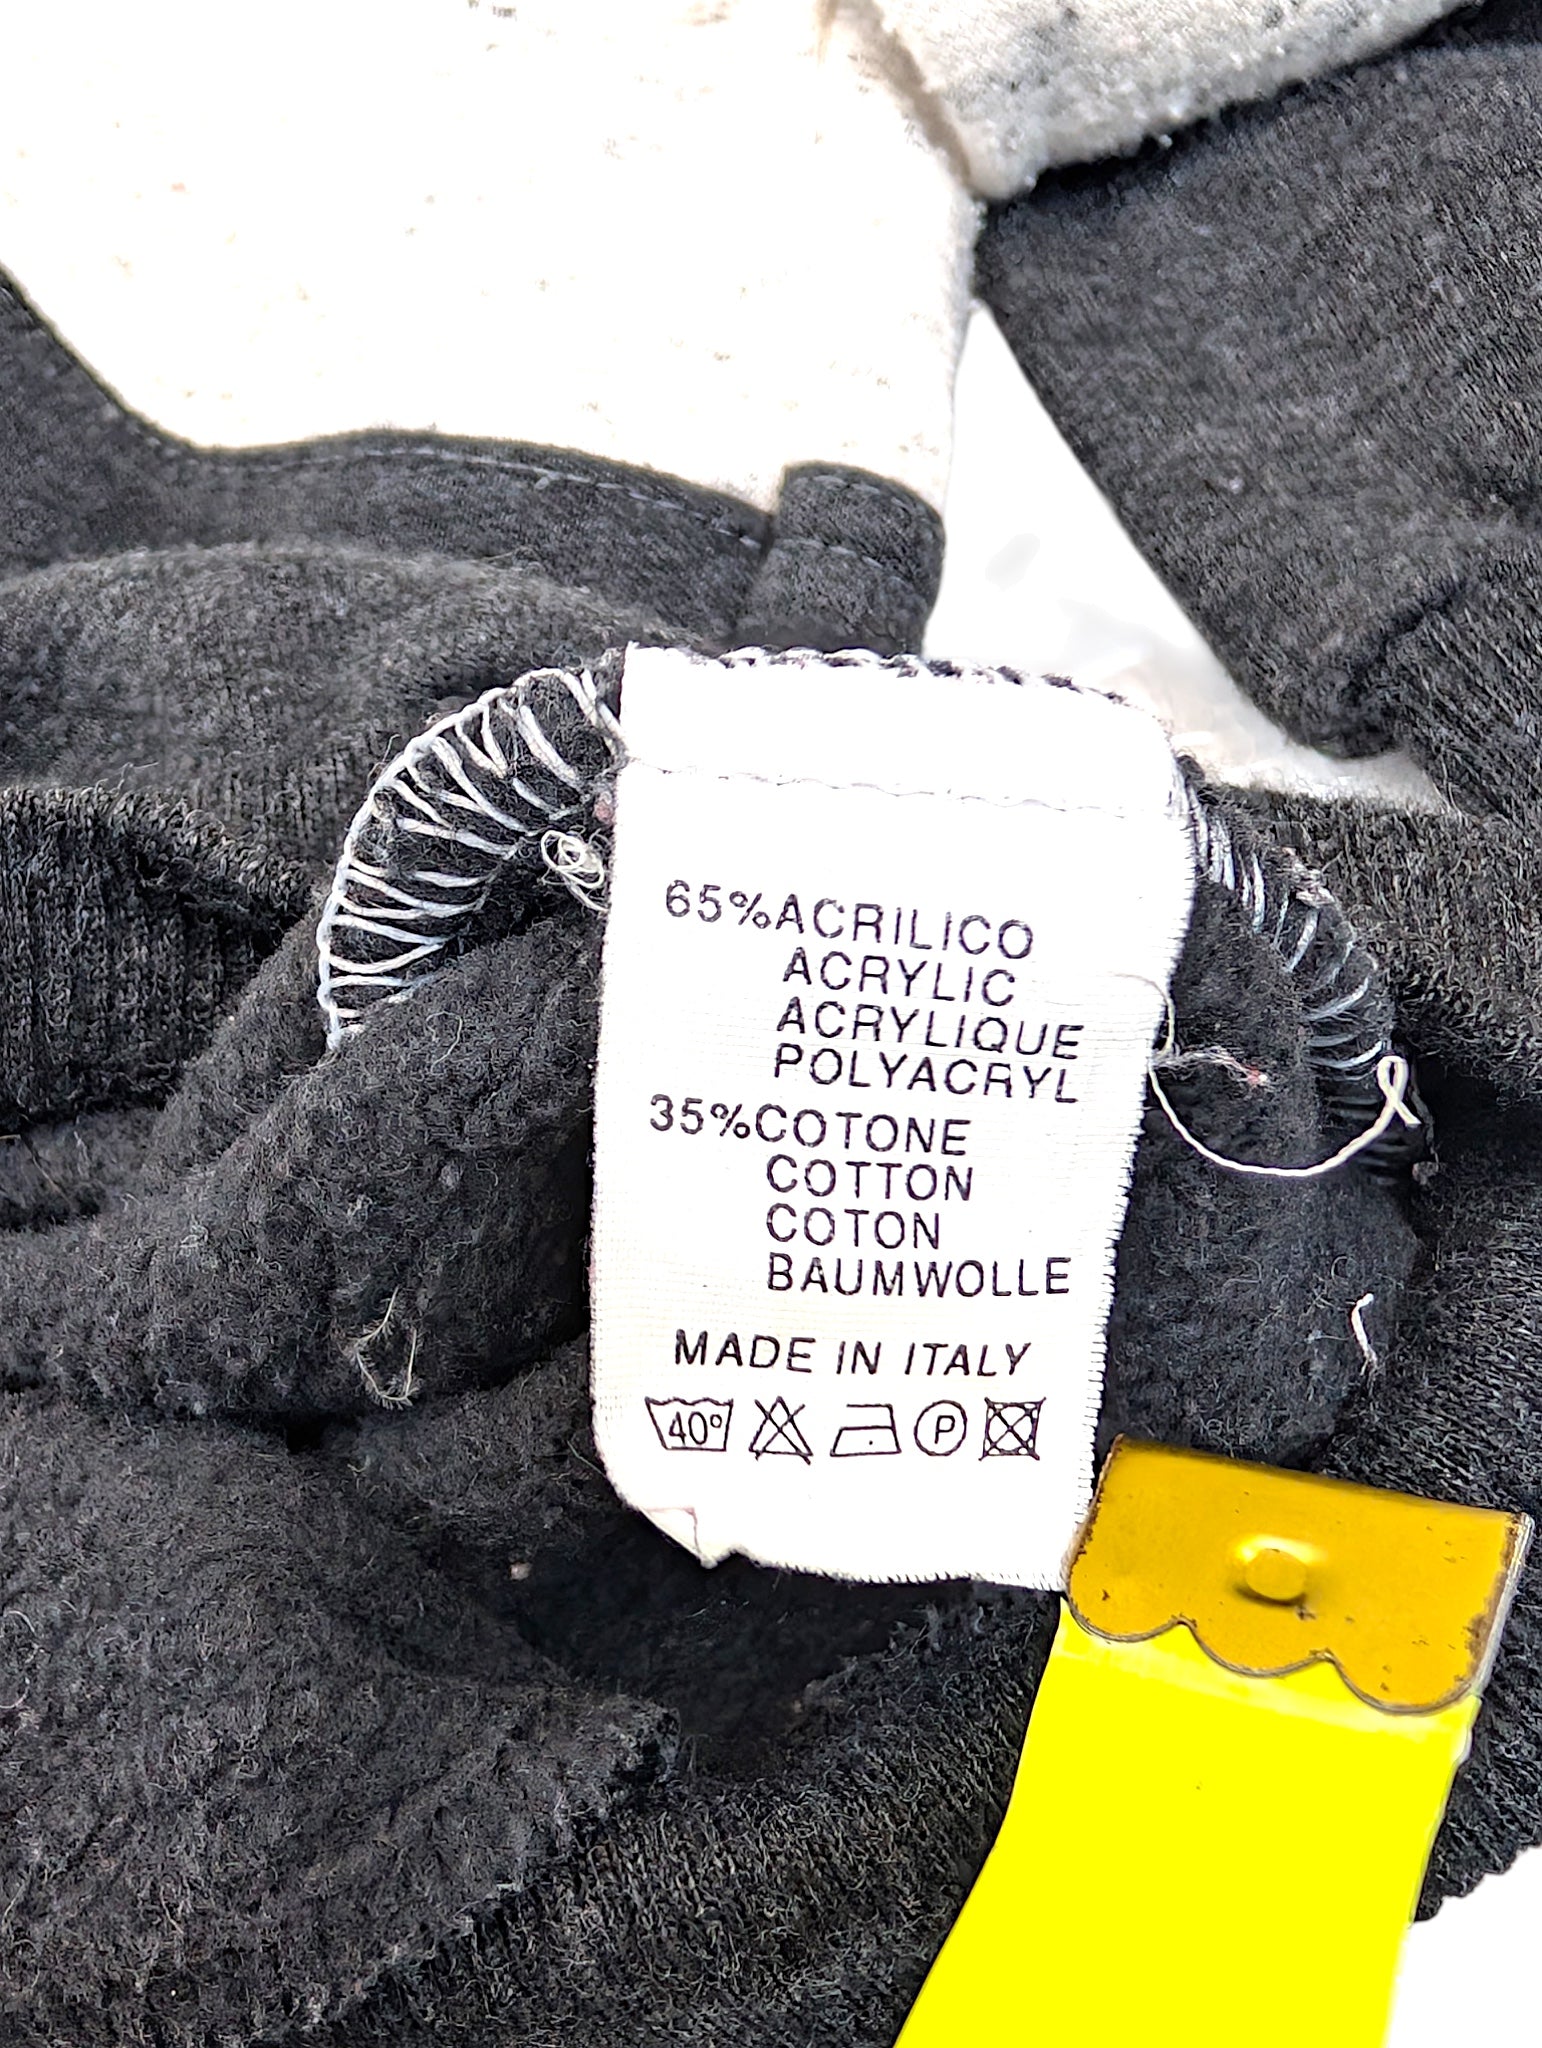 65%ACRILICO
ACRYLIC
ACRYLIQUE
POLYACRYL
35%COTONE
COTTON
COTON
BAUMWOLLE
MADE IN ITALY
40° P